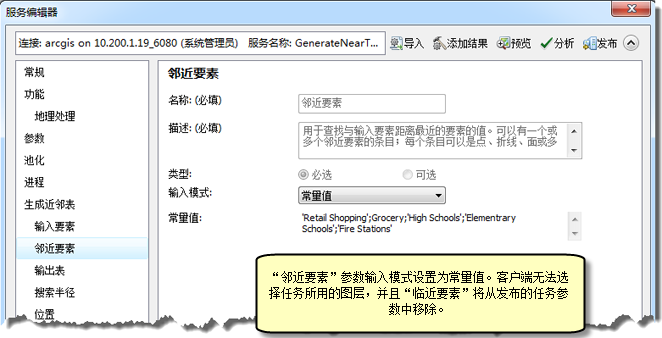 服务编辑器
连接: arcgis on 10.200.1.19_6080 (系统管理员) 服务名称: GenerateNearT... 导入 添加结果 预览 分析 发布
常规
功能
地理处理
参数
池化
进程
生成近邻表
输入要素
邻近要素
输出表
搜索半径
位置
邻近要素
名称: (必填) 邻近要素
描述: (必填) 用于查找与输入要素距离最近的要素的值。可以有一个或
多个邻近要素的条目；每个条目可以是点、折线、面或多
类型: 必选 可选
输入模式: 常量值
常量值: 'Retail Shopping';Grocery;'High Schools';'Elementrary
Schools';'Fire Stations'
“邻近要素”参数输入模式设置为常量值。客户端无法选
择任务所用的图层，并且“临近要素”将从发布的任务参
数中移除。